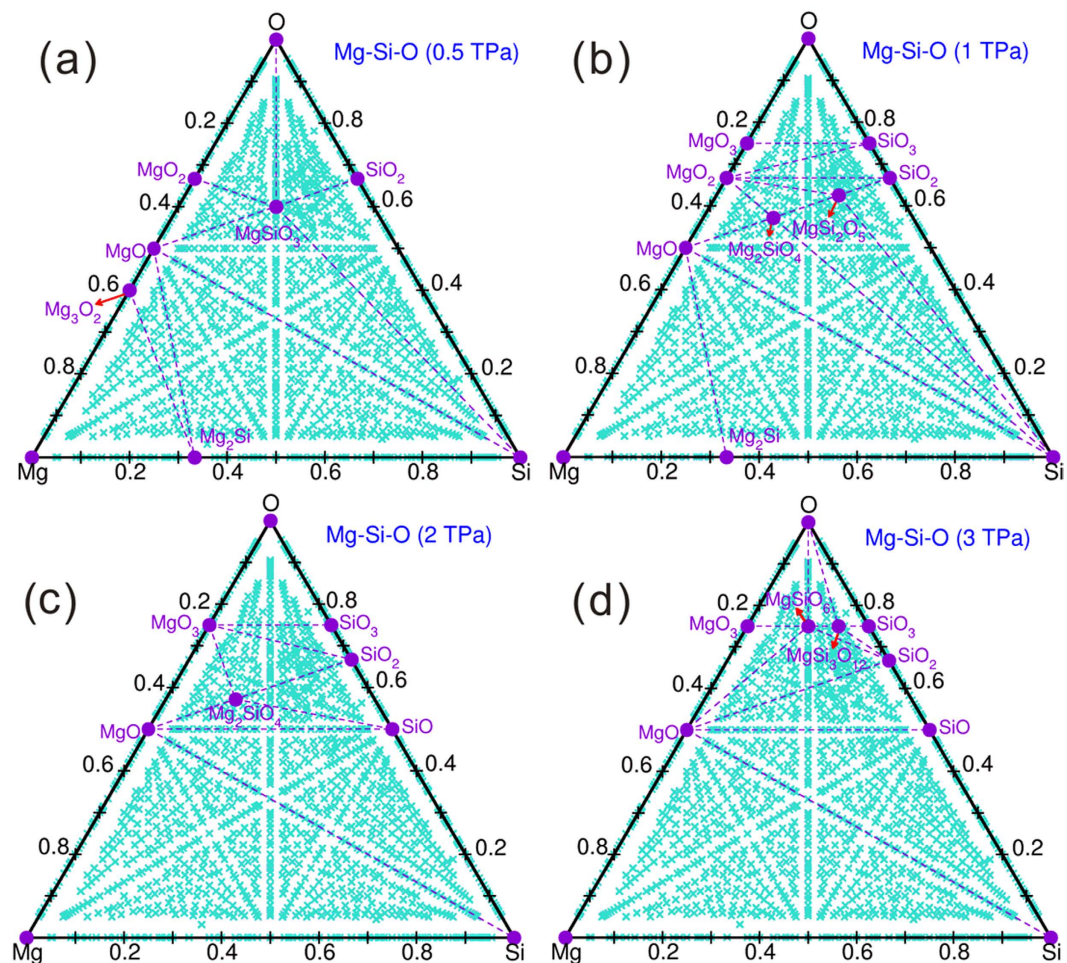 (a)
O
Mg-Si-O (0.5 TPa)
0.2
0.8
MgO₂
SiO₂
0.4
0.6
MgSiO₃
MgO
0.6
0.4
Mg₃O₂
0.8
0.2
Mg₂Si
Mg
0.2
0.4
0.6
0.8
Si
(b)
O
Mg-Si-O (1 TPa)
0.2
0.8
MgO₃
SiO₃
MgO₂
SiO₂
0.4
0.6
MgSi₂O₅
Mg₂SiO₄
MgO
0.6
0.4
0.8
0.2
Mg₂Si
Mg
0.2
0.4
0.6
0.8
Si
(c)
O
Mg-Si-O (2 TPa)
0.2
0.8
MgO₃
SiO₃
SiO₂
0.4
0.6
Mg₂SiO₄
MgO
SiO
0.6
0.4
0.8
0.2
Mg
0.2
0.4
0.6
0.8
Si
(d)
O
Mg-Si-O (3 TPa)
0.2
0.8
MgSiO₆
MgO₃
SiO₃
MgSi₃O₁₂
SiO₂
0.4
0.6
MgO
SiO
0.6
0.4
0.8
0.2
Mg
0.2
0.4
0.6
0.8
Si